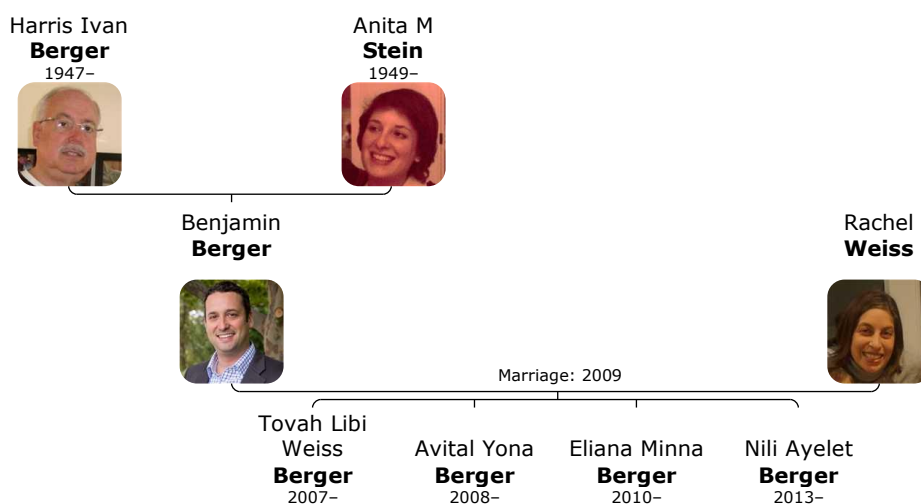 Harris Ivan
Berger
1947–
Anita M
Stein
1949–
Benjamin
Berger
Rachel
Weiss
Marriage: 2009
Tovah Libi
Weiss
Berger
2007–
Avital Yona
Berger
2008–
Eliana Minna
Berger
2010–
Nili Ayelet
Berger
2013–